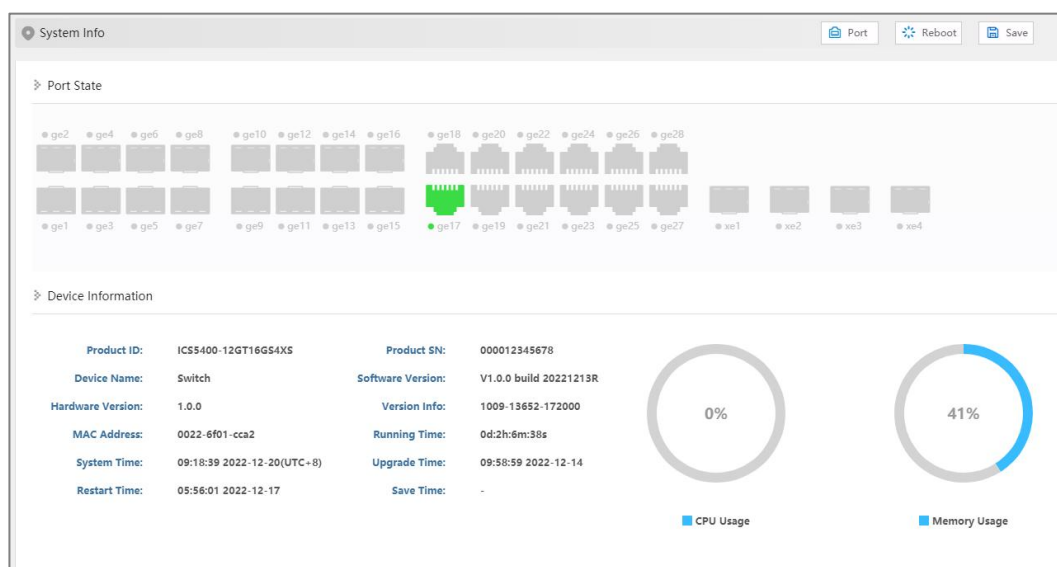 System Info
Port Reboot Save
Port State
ge2 ge4 ge6 ge8 ge10 ge12 ge14 ge16 ge18 ge20 ge22 ge24 ge26 ge28
ge1 ge3 ge5 ge7 ge9 ge11 ge13 ge15 ge17 ge19 ge21 ge23 ge25 ge27 xe1 xe2 xe3 xe4
Device Information
Product ID: ICS5400-12GT16GS4XS Product SN: 000012345678
Device Name: Switch Software Version: V1.0.0 build 20221213R
Hardware Version: 1.0.0 Version Info: 1009-13652-172000
MAC Address: 0022-6f01-cca2 Running Time: 0d:2h:6m:38s
System Time: 09:18:39 2022-12-20(UTC+8) Upgrade Time: 09:58:59 2022-12-14
Restart Time: 05:56:01 2022-12-17 Save Time: -
0% 41%
CPU Usage Memory Usage